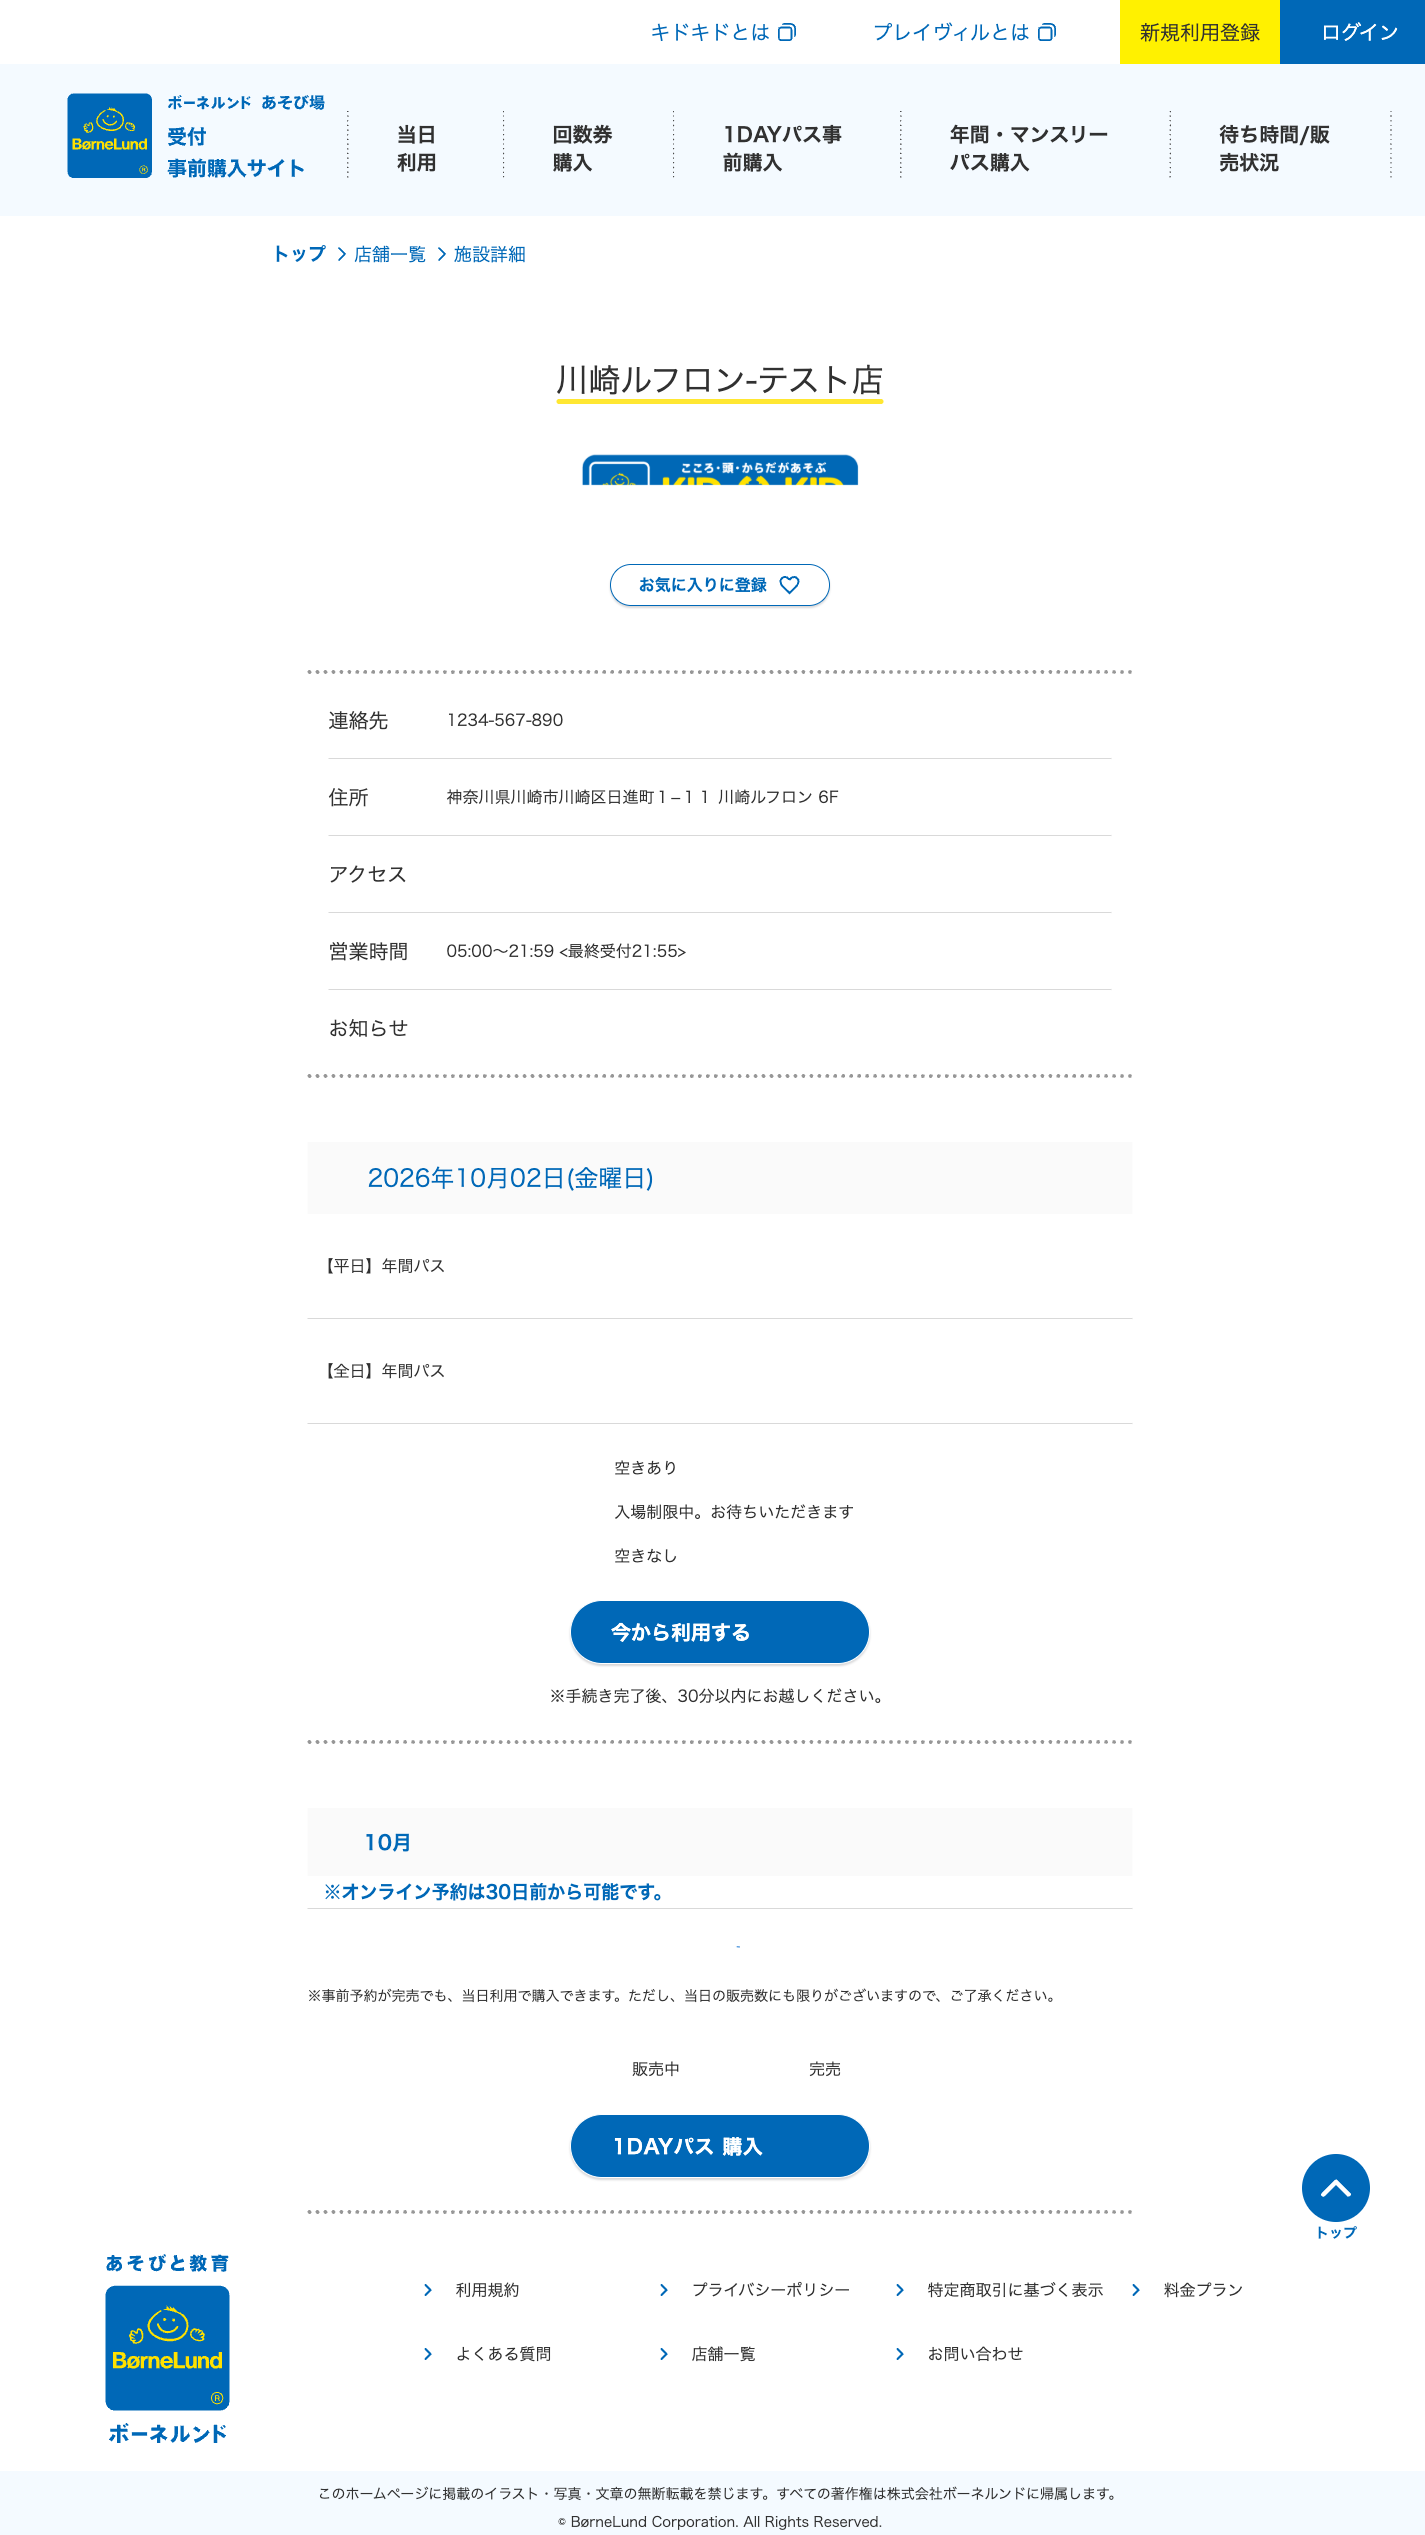 キドキドとは
プレイヴィルとは
新規利用登録
ログイン
BørneLund
ボーネルンド あそび場
受付
事前購入サイト
当日
利用
回数券
購入
1DAYパス事
前購入
年間・マンスリー
パス購入
待ち時間/販
売状況
トップ
店舗一覧
施設詳細
川崎ルフロン-テスト店
こころ・頭・からだがあそぶ
お気に入りに登録
連絡先 1234-567-890
住所 神奈川県川崎市川崎区日進町１−１１ 川崎ルフロン 6F
アクセス
営業時間 05:00〜21:59 <最終受付21:55>
お知らせ
2026年10月02日(金曜日)
【平日】年間パス
【全日】年間パス
空きあり
入場制限中。お待ちいただきます
空きなし
今から利用する
※手続き完了後、30分以内にお越しください。
10月
※オンライン予約は30日前から可能です。
-
※事前予約が完売でも、当日利用で購入できます。ただし、当日の販売数にも限りがございますので、ご了承ください。
販売中 完売
1DAYパス 購入
トップ
あそびと教育
BørneLund
®
ボーネルンド
利用規約
プライバシーポリシー
特定商取引に基づく表示
料金プラン
よくある質問
店舗一覧
お問い合わせ
このホームページに掲載のイラスト・写真・文章の無断転載を禁じます。すべての著作権は株式会社ボーネルンドに帰属します。
© BørneLund Corporation. All Rights Reserved.